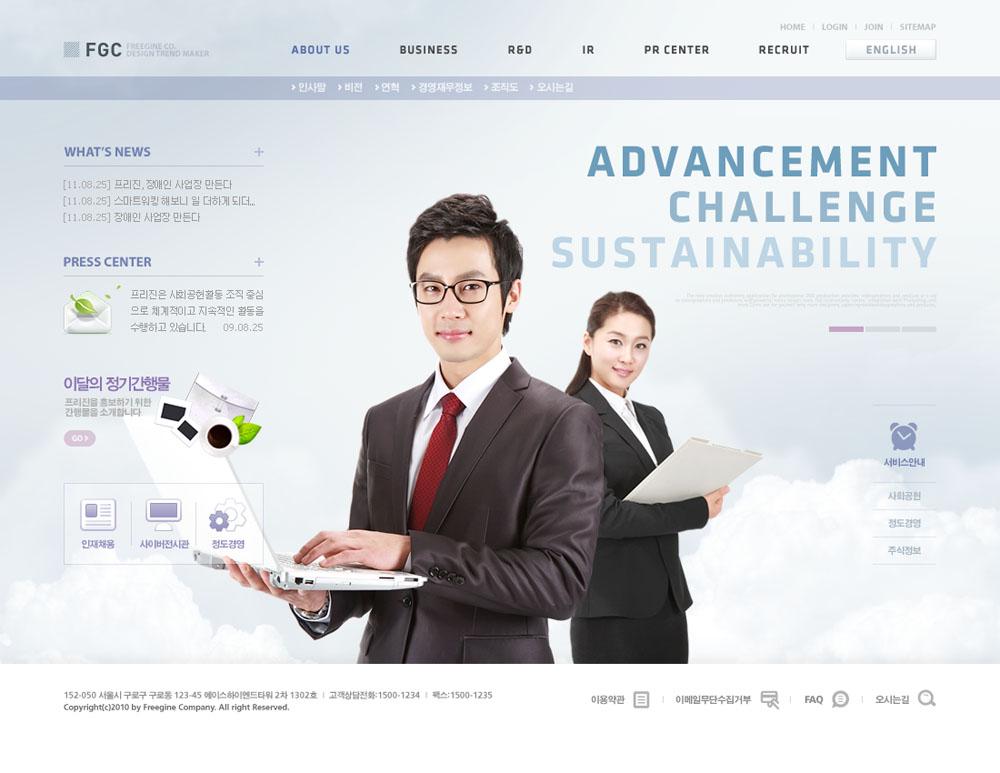 HOME | LOGIN | JOIN | SITEMAP
FGC FREEGINE CO.
DESIGN TREND MAKER
ABOUT US BUSINESS R&D IR PR CENTER RECRUIT ENGLISH
인사말 비전 연혁 경영재무정보 조직도 오시는길
WHAT'S NEWS
[11.08.25] 프리진, 장애인 사업장 만든다
[11.08.25] 스마트워킹 해보니 일 더하게 되더...
[11.08.25] 장애인 사업장 만든다
PRESS CENTER
프리진은 사회공헌활동 조직 중심
으로 체계적이고 지속적인 활동을
수행하고 있습니다. 09.08.25
이달의 정기간행물
프리진을 홍보하기 위한
간행물을 소개합니다
GO
인재채용 사이버전시관 정도경영
ADVANCEMENT
CHALLENGE
SUSTAINABILITY
서비스안내
사회공헌
정도경영
주식정보
152-050 서울시 구로구 구로동 123-45 에이스하이엔드타워 2차 1302호 | 고객상담전화:1500-1234 | 팩스:1500-1235
Copyright(c)2010 by Freegine Company. All right Reserved.
이용약관 | 이메일무단수집거부 | FAQ | 오시는길